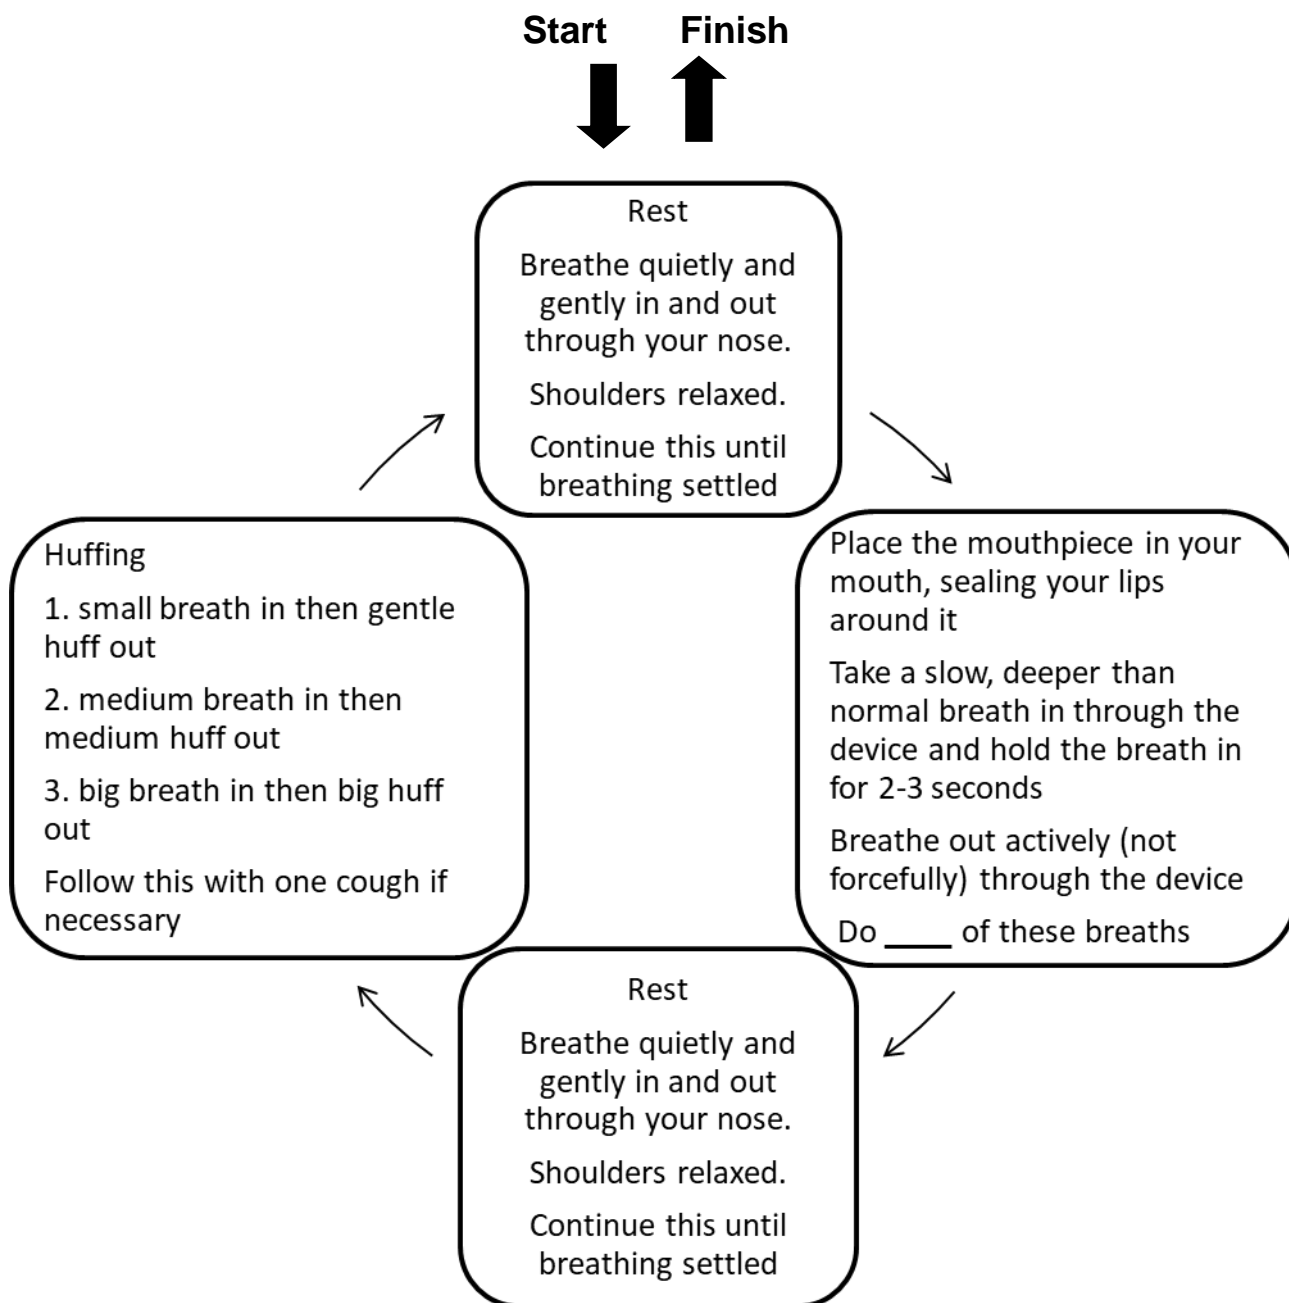 Start Finish
Rest
Breathe quietly and
gently in and out
through your nose.
Shoulders relaxed.
Continue this until
breathing settled
Place the mouthpiece in your
mouth, sealing your lips
around it
Take a slow, deeper than
normal breath in through the
device and hold the breath in
for 2-3 seconds
Breathe out actively (not
forcefully) through the device
Do ____ of these breaths
Rest
Breathe quietly and
gently in and out
through your nose.
Shoulders relaxed.
Continue this until
breathing settled
Huffing
1. small breath in then gentle
huff out
2. medium breath in then
medium huff out
3. big breath in then big huff
out
Follow this with one cough if
necessary